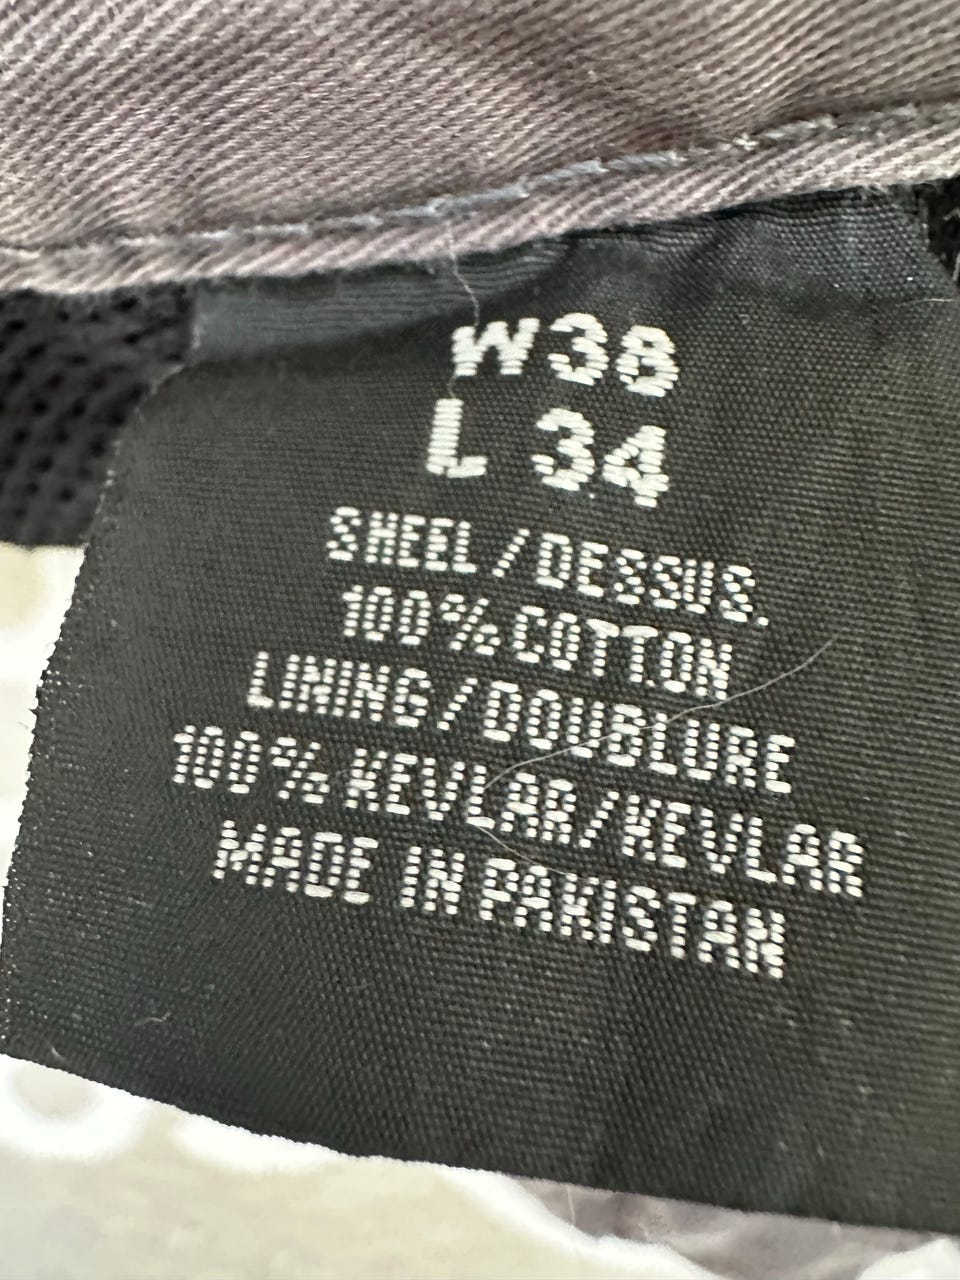 W38
L 34
SHEEL/DESSUS.
100%COTTON
LINING/DOUBLURE
100%KEVLAR/KEVLAR
MADE IN PAKISTAN